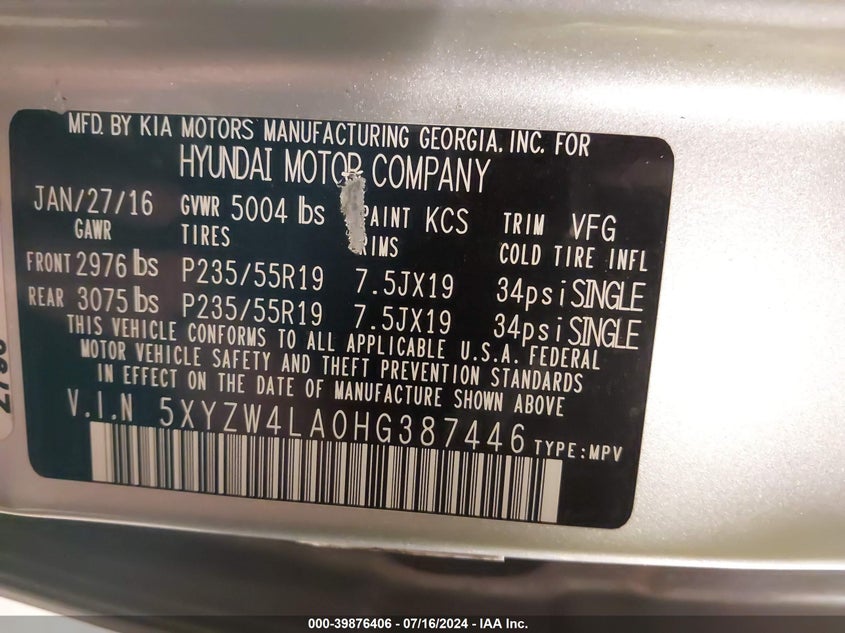 MFD. BY KIA MOTORS MANUFACTURING GEORGIA, INC. FOR
HYUNDAI MOTOR COMPANY
JAN/27/16 GVWR 5004 lbs PAINT KCS TRIM VFG
GAWR TIRES RIMS COLD TIRE INFL
FRONT 2976 lbs P235/55R19 7.5JX19 34psi SINGLE
REAR 3075 lbs P235/55R19 7.5JX19 34psi SINGLE
THIS VEHICLE CONFORMS TO ALL APPLICABLE U.S.A. FEDERAL
MOTOR VEHICLE SAFETY AND THEFT PREVENTION STANDARDS
IN EFFECT ON THE DATE OF MANUFACTURE SHOWN ABOVE
V.I.N 5XYZW4LA0HG387446 TYPE:MPV
000-39876406 - 07/16/2024 - IAA Inc.